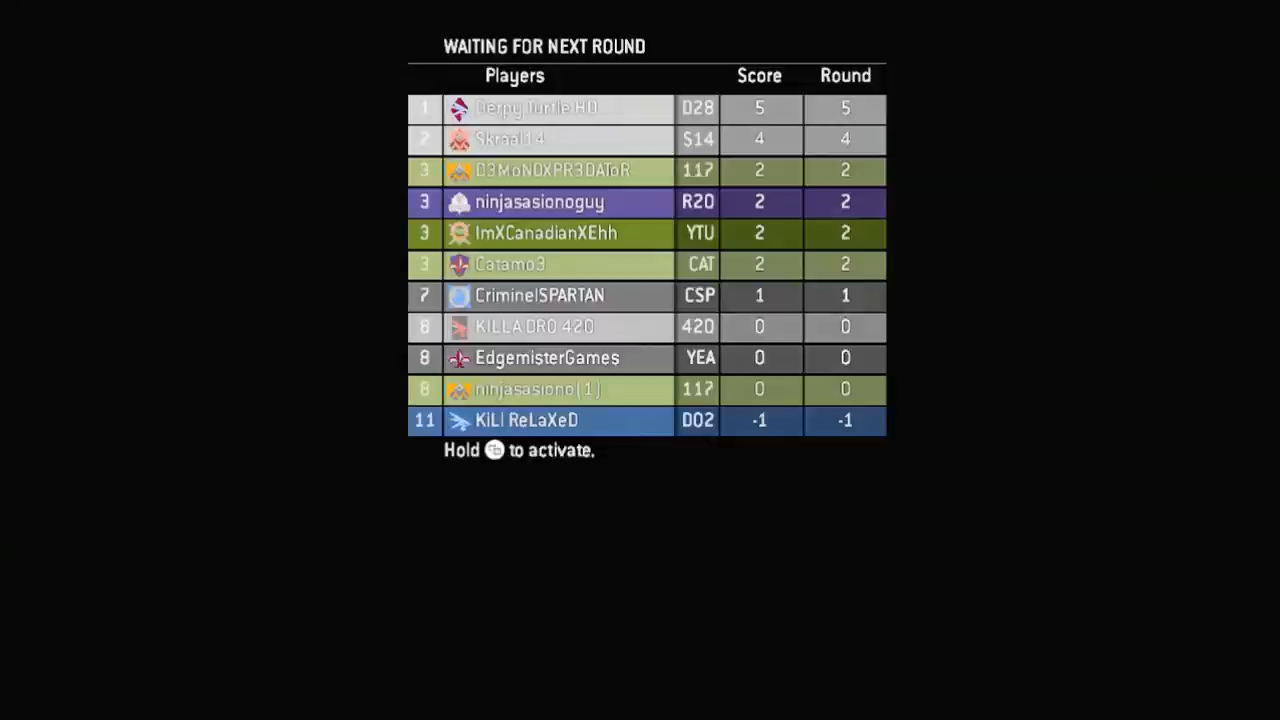 WAITING FOR NEXT ROUND
Players Score Round
1 Derpy Turtle HD D28 5 5
2 Skraal14 S14 4 4
3 D3MoNDXPR3DAToR 117 2 2
3 ninjasasionoguy R20 2 2
3 ImXCanadianXEhh YTU 2 2
3 Catamo3 CAT 2 2
7 CriminelSPARTAN CSP 1 1
8 KILLA DRO 420 420 0 0
8 EdgemisterGames YEA 0 0
8 ninjasasiono(1) 117 0 0
11 KiLl ReLaXeD D02 -1 -1
Hold to activate.